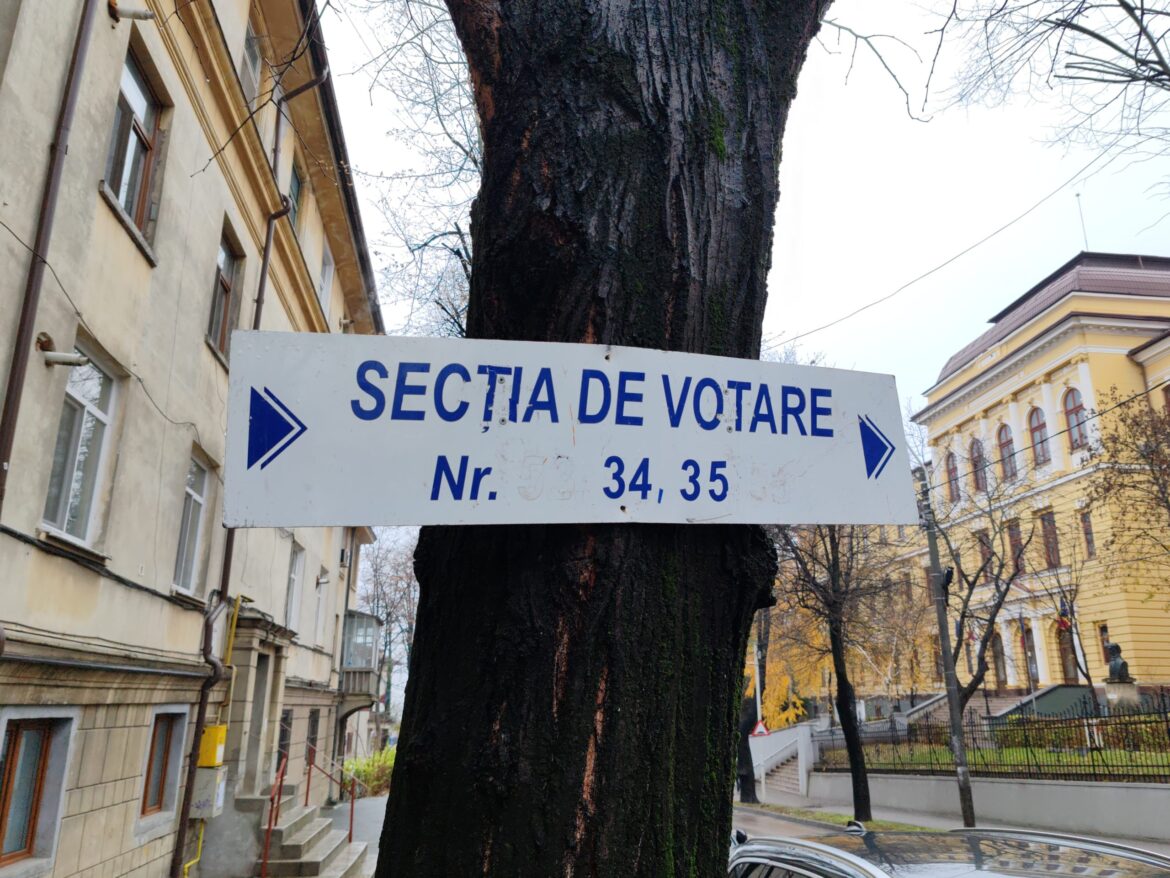 SECȚIA DE VOTARE
Nr. 34, 35